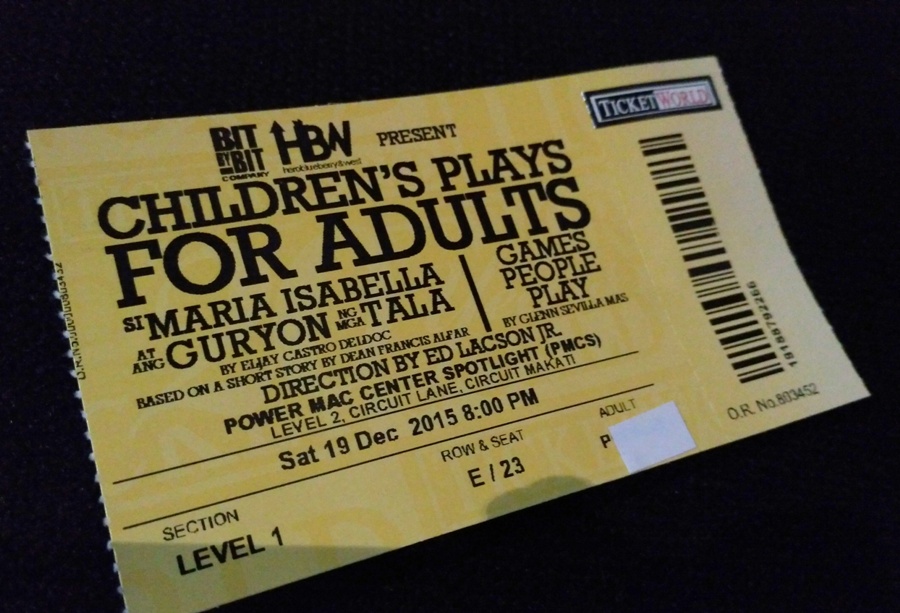 BIT BY BIT COMPANY
HBW
heroblueberry&west
PRESENT
TICKETWORLD
CHILDREN'S PLAYS
FOR ADULTS
SI MARIA ISABELLA
AT ANG GURYON NG MGA TALA
BY ELJAY CASTRO DELDOC
BASED ON A SHORT STORY BY DEAN FRANCIS ALFAR
GAMES
PEOPLE
PLAY
BY GLENN SEVILLA MAS
DIRECTION BY ED LACSON JR.
POWER MAC CENTER SPOTLIGHT (PMCS)
LEVEL 2, CIRCUIT LANE, CIRCUIT MAKATI
Sat 19 Dec 2015 8:00 PM
ROW & SEAT
E / 23
ADULT
P
SECTION
LEVEL 1
O.R. No.803452